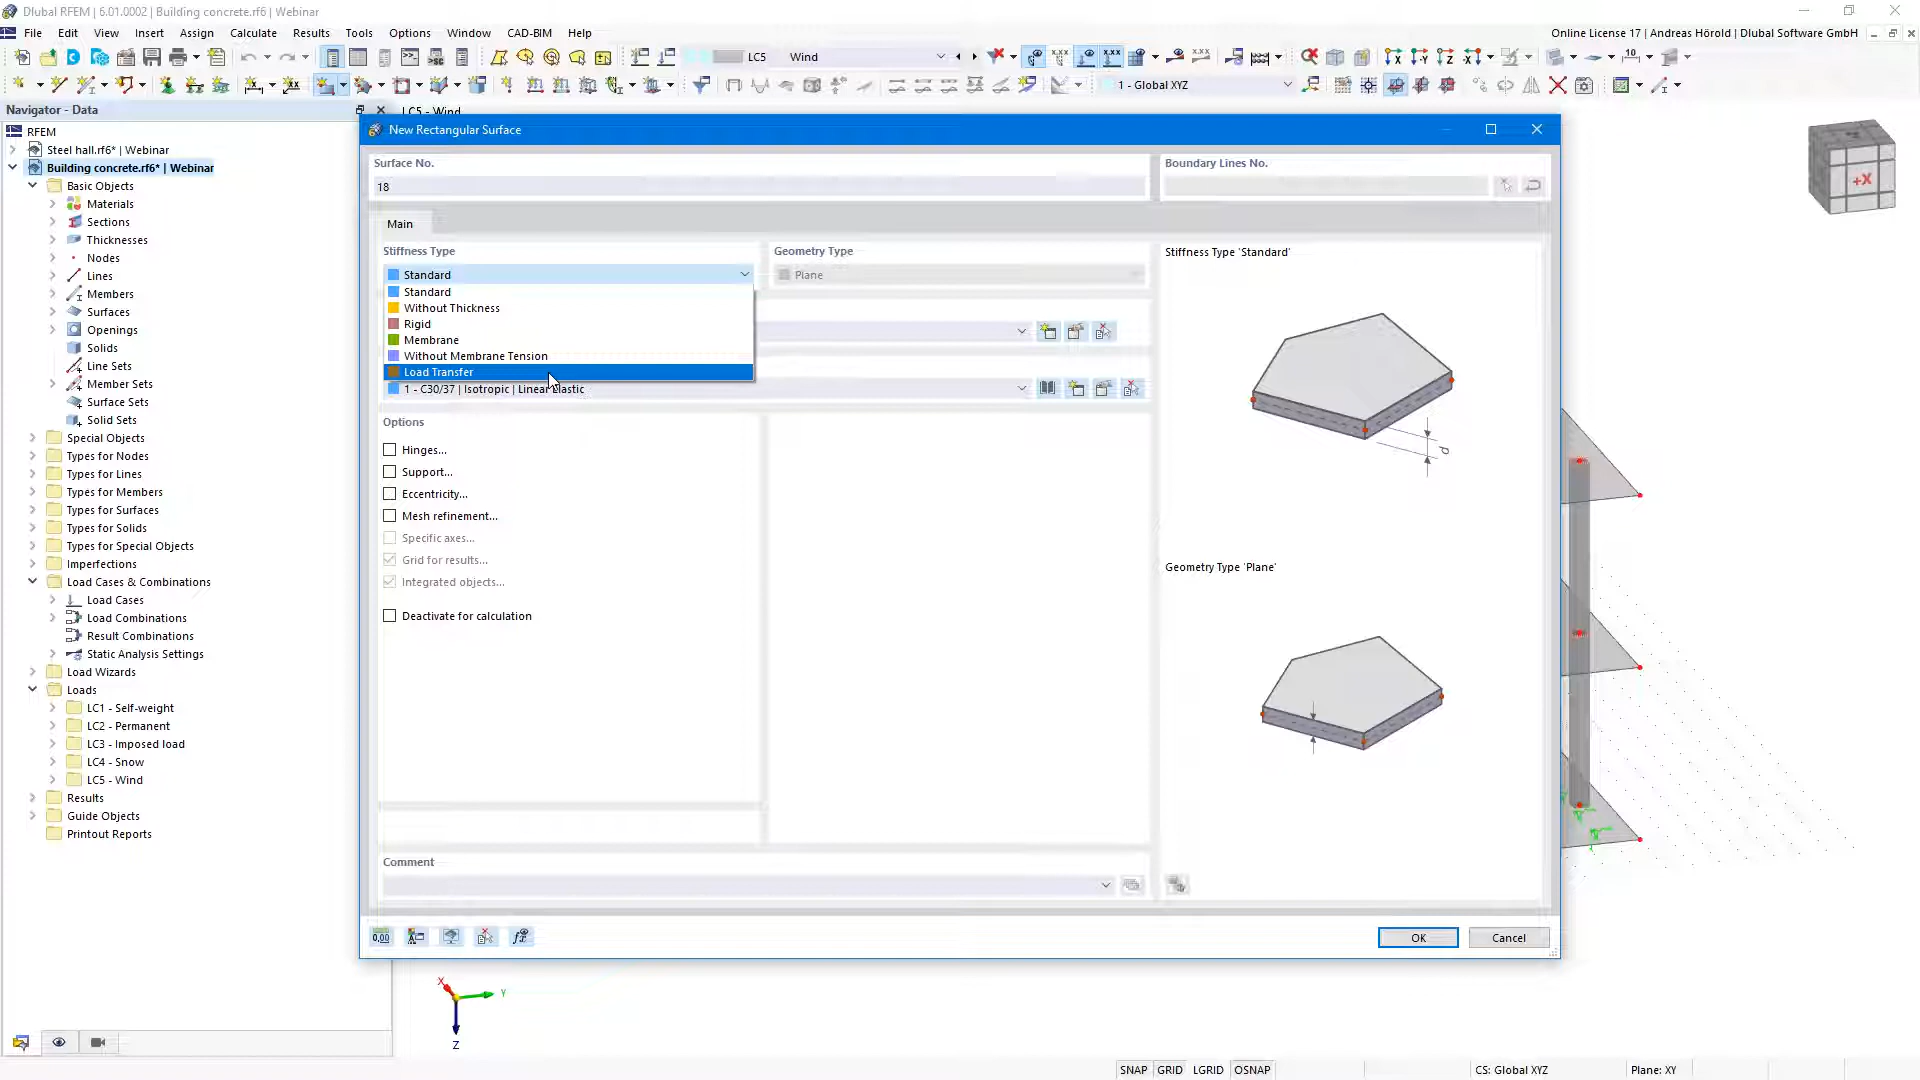 Dlubal RFEM | 6.01.0002 | Building concrete.rf6 | Webinar
File Edit View Insert Assign Calculate Results Tools Options Window CAD-BIM Help
Online License 17 | Andreas Hörold | Dlubal Software GmbH
LC5 Wind
1 - Global XYZ
Navigator - Data
LC5 - Wind
RFEM
Steel hall.rf6* | Webinar
Building concrete.rf6* | Webinar
Basic Objects
Materials
Sections
Thicknesses
Nodes
Lines
Members
Surfaces
Openings
Solids
Line Sets
Member Sets
Surface Sets
Solid Sets
Special Objects
Types for Nodes
Types for Lines
Types for Members
Types for Surfaces
Types for Solids
Types for Special Objects
Imperfections
Load Cases & Combinations
Load Cases
Load Combinations
Result Combinations
Static Analysis Settings
Load Wizards
Loads
LC1 - Self-weight
LC2 - Permanent
LC3 - Imposed load
LC4 - Snow
LC5 - Wind
Results
Guide Objects
Printout Reports
New Rectangular Surface
Surface No.
18
Boundary Lines No.
Main
Stiffness Type
Standard
Standard
Without Thickness
Rigid
Membrane
Without Membrane Tension
Load Transfer
1 - C30/37 | Isotropic | Linear Elastic
Geometry Type
Plane
Options
Hinges...
Support...
Eccentricity...
Mesh refinement...
Specific axes...
Grid for results...
Integrated objects...
Deactivate for calculation
Stiffness Type 'Standard'
d
Geometry Type 'Plane'
Comment
OK Cancel
+X
X
Y
Z
SNAP GRID LGRID OSNAP
CS: Global XYZ
Plane: XY